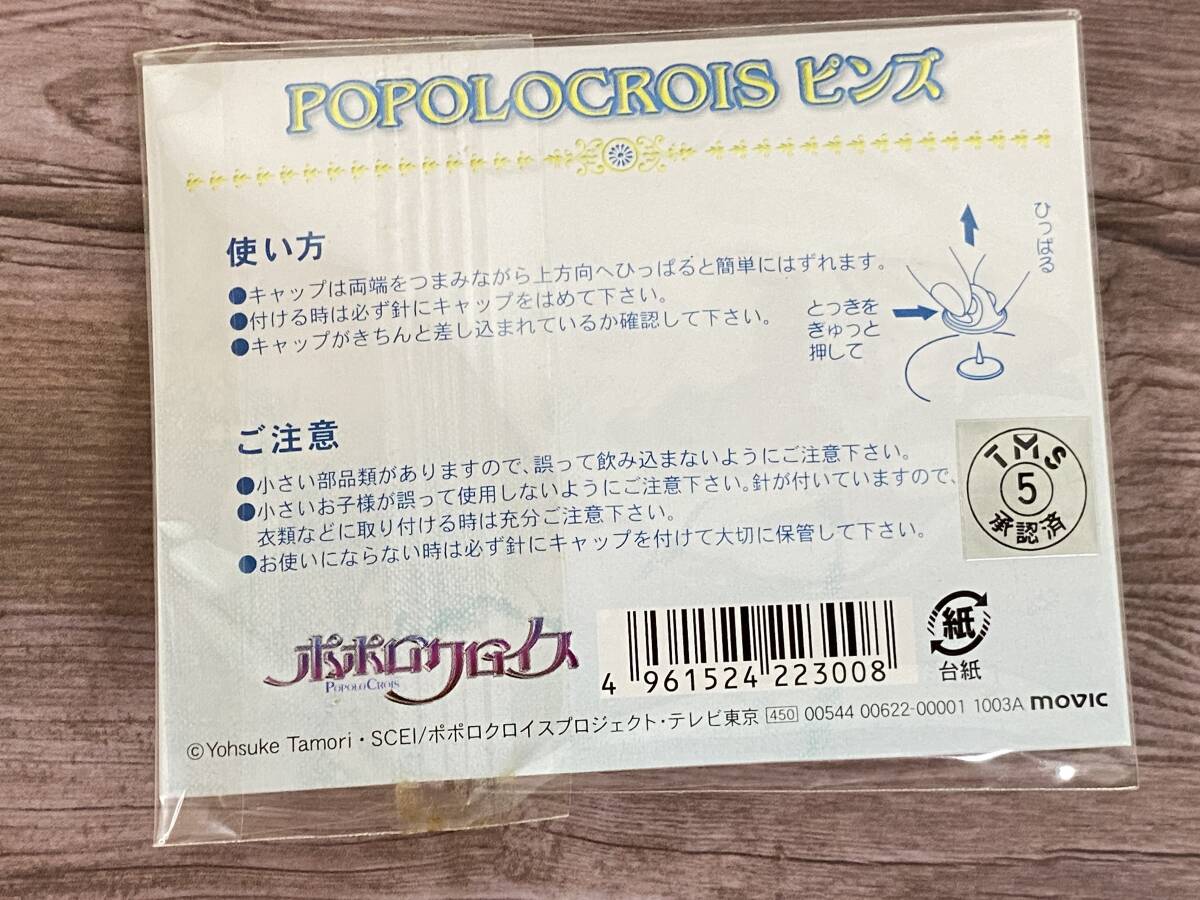 POPOLOCROIS ピンズ
使い方
●キャップは両端をつまみながら上方向へひっぱると簡単にはずれます。
●付ける時は必ず針にキャップをはめて下さい。
●キャップがきちんと差し込まれているか確認して下さい。
ひっぱる
とっきを
きゅっと
押して
ご注意
●小さい部品類がありますので、誤って飲み込まないようにご注意下さい。
●小さいお子様が誤って使用しないようにご注意下さい。針が付いていますので、
衣類などに取り付ける時は充分ご注意下さい。
●お使いにならない時は必ず針にキャップを付けて大切に保管して下さい。
TMS
5
承認済
ポポロクロイス
POPOLOCROIS
4 961524 223008
紙
台紙
©Yohsuke Tamori・SCEI/ポポロクロイスプロジェクト・テレビ東京 450 00544 00622-00001 1003A movic